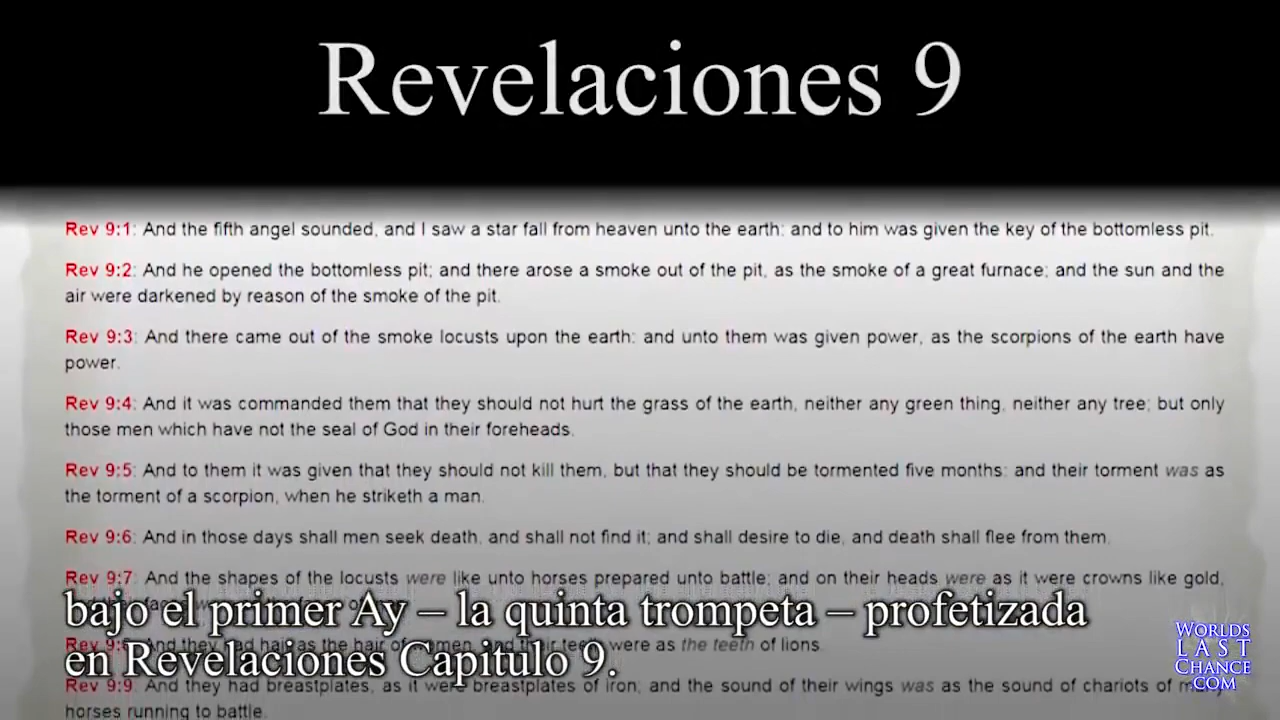 Revelaciones 9
Rev 9:1: And the fifth angel sounded, and I saw a star fall from heaven unto the earth: and to him was given the key of the bottomless pit.
Rev 9:2: And he opened the bottomless pit; and there arose a smoke out of the pit, as the smoke of a great furnace; and the sun and the
air were darkened by reason of the smoke of the pit.
Rev 9:3: And there came out of the smoke locusts upon the earth: and unto them was given power, as the scorpions of the earth have
power.
Rev 9:4: And it was commanded them that they should not hurt the grass of the earth, neither any green thing, neither any tree; but only
those men which have not the seal of God in their foreheads.
Rev 9:5: And to them it was given that they should not kill them, but that they should be tormented five months: and their torment was as
the torment of a scorpion, when he striketh a man.
Rev 9:6: And in those days shall men seek death, and shall not find it; and shall desire to die, and death shall flee from them.
Rev 9:7: And the shapes of the locusts were like unto horses prepared unto battle; and on their heads were as it were crowns like gold,
bajo el primer Ay – la quinta trompeta – profetizada
And they had hair as the hair of women, and their teeth were as the teeth of lions.
en Revelaciones Capítulo 9.
Rev 9:9: And they had breastplates, as it were breastplates of iron; and the sound of their wings was as the sound of chariots of many
horses running to battle.
WORLDS
LAST
CHANCE
.COM